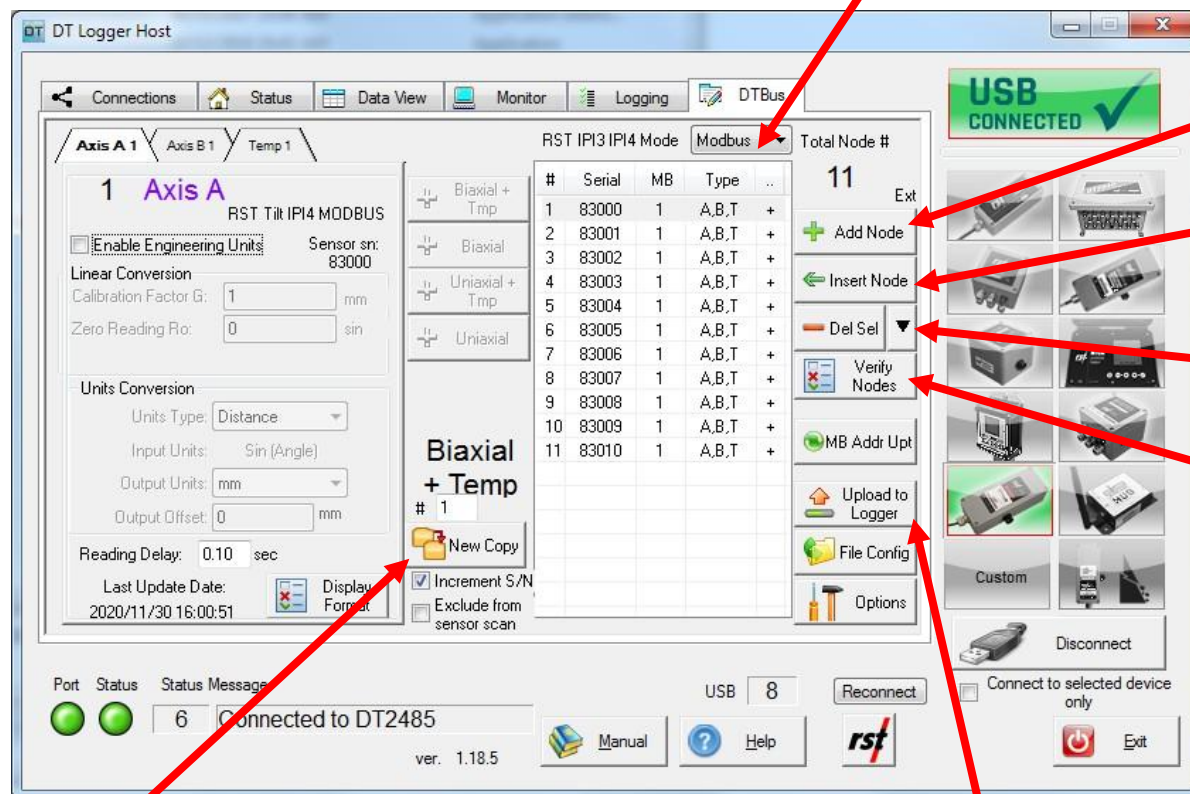 DT DT Logger Host
Connections Status Data View Monitor Logging DTBus
USB
CONNECTED
Axis A 1 Axis B 1 Temp 1
RST IPI3 IPI4 Mode Modbus Total Node #
11
Ext
1 Axis A
RST Tilt IPI4 MODBUS
Enable Engineering Units
Sensor sn:
83000
Linear Conversion
Calibration Factor G: 1 mm
Zero Reading Ro: 0 sin
Units Conversion
Units Type: Distance
Input Units: Sin (Angle)
Output Units: mm
Output Offset: 0 mm
Reading Delay: 0.10 sec
Last Update Date:
2020/11/30 16:00:51
Display
Format
Biaxial +
Tmp
Biaxial
Uniaxial +
Tmp
Uniaxial
Biaxial
+ Temp
# 1
New Copy
Increment S/N
Exclude from
sensor scan
# Serial MB Type ..
1 83000 1 A,B,T +
2 83001 1 A,B,T +
3 83002 1 A,B,T +
4 83003 1 A,B,T +
5 83004 1 A,B,T +
6 83005 1 A,B,T +
7 83006 1 A,B,T +
8 83007 1 A,B,T +
9 83008 1 A,B,T +
10 83009 1 A,B,T +
11 83010 1 A,B,T +
Add Node
Insert Node
Del Sel
Verify
Nodes
MB Addr Upt
Upload to
Logger
File Config
Options
HUB
Custom
Disconnect
Connect to selected device
only
Port Status Status Message
6 Connected to DT2485
USB 8
Reconnect
ver. 1.18.5
Manual
Help
rst
Exit